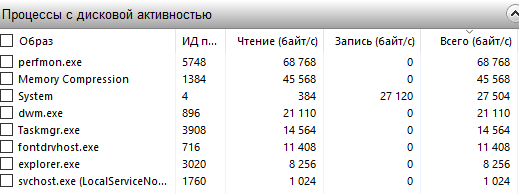 Процессы с дисковой активностью
Образ ИД п... Чтение (байт/с) Запись (байт/с) Всего (байт/с)
perfmon.exe 5748 68 768 0 68 768
Memory Compression 1384 45 568 0 45 568
System 4 384 27 120 27 504
dwm.exe 896 21 110 0 21 110
Taskmgr.exe 3908 14 564 0 14 564
fontdrvhost.exe 716 11 408 0 11 408
explorer.exe 3020 8 256 0 8 256
svchost.exe (LocalServiceNo... 1760 1 024 0 1 024